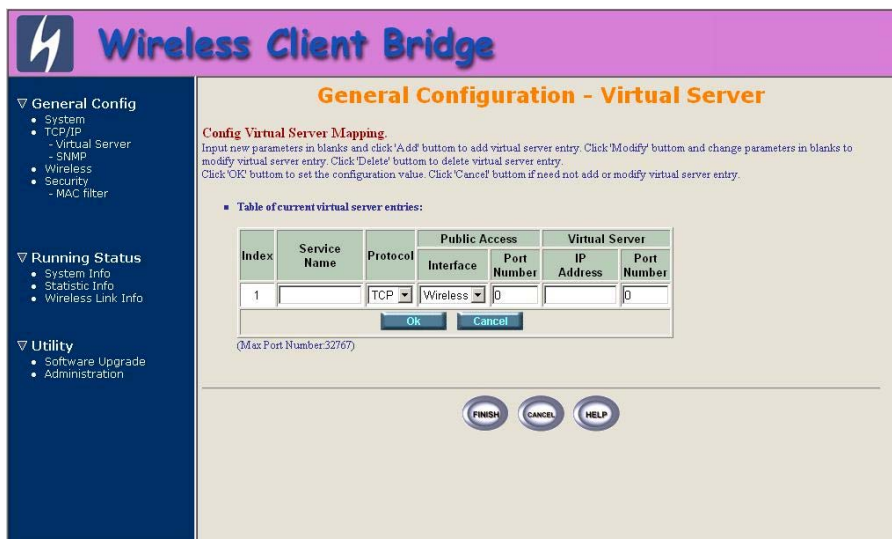 Wireless Client Bridge
General Config
System
TCP/IP
- Virtual Server
- SNMP
Wireless
Security
- MAC filter
Running Status
System Info
Statistic Info
Wireless Link Info
Utility
Software Upgrade
Administration
General Configuration - Virtual Server
Config Virtual Server Mapping.
Input new parameters in blanks and click 'Add' buttom to add virtual server entry. Click 'Modify' buttom and change parameters in blanks to
modify virtual server entry. Click 'Delete' buttom to delete virtual server entry.
Click 'OK' buttom to set the configuration value. Click 'Cancel' buttom if need not add or modify virtual server entry.
Table of current virtual server entries:
Index Service Name Protocol Public Access Virtual Server
Interface Port Number IP Address Port Number
1 TCP Wireless 0 0
Ok Cancel
(Max Port Number:32767)
FINISH CANCEL HELP